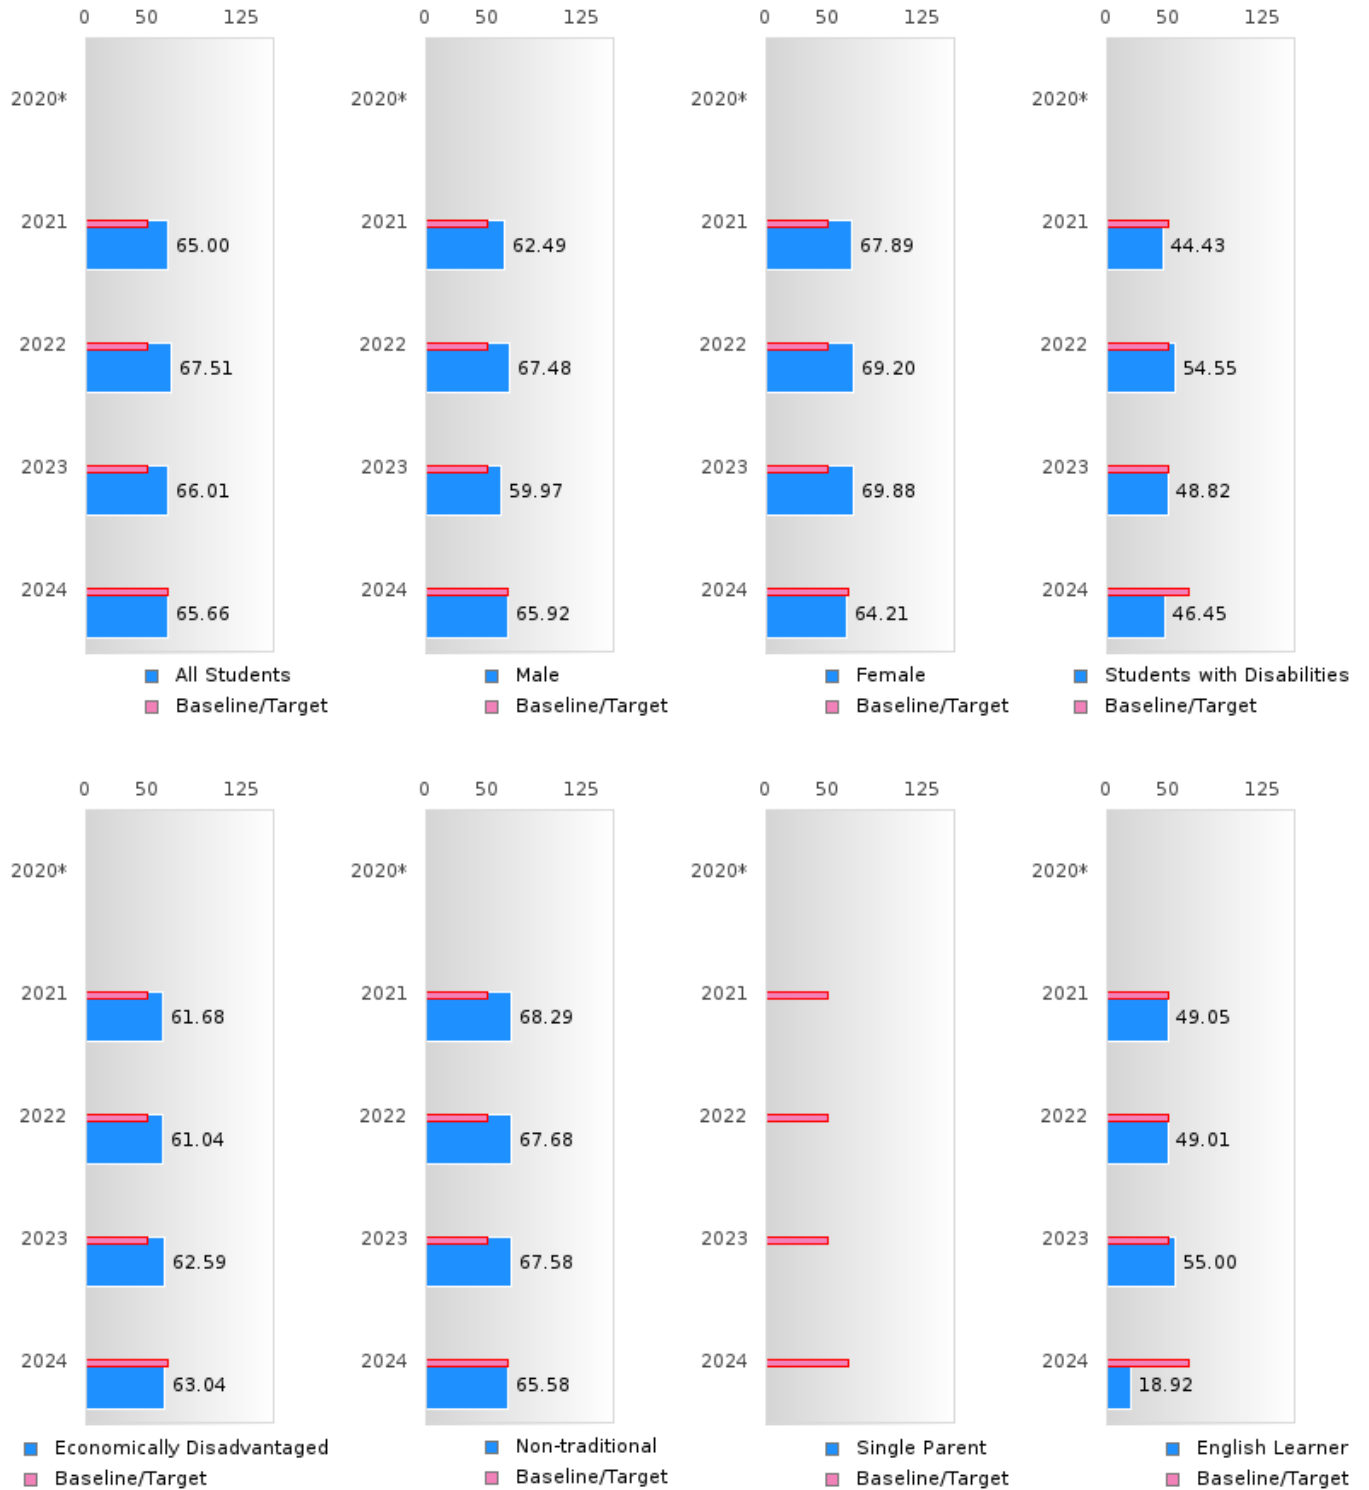 0 50 125 0 50 125 0 50 125 0 50 125
2020* 2020* 2020* 2020*
2021 2021 2021 2021
65.00 62.49 67.89 44.43
2022 2022 2022 2022
67.51 67.48 69.20 54.55
2023 2023 2023 2023
66.01 59.97 69.88 48.82
2024 2024 2024 2024
65.66 65.92 64.21 46.45
All Students Male Female Students with Disabilities
Baseline/Target Baseline/Target Baseline/Target Baseline/Target
0 50 125 0 50 125 0 50 125 0 50 125
2020* 2020* 2020* 2020*
2021 2021 2021 2021
61.68 68.29 49.05
2022 2022 2022 2022
61.04 67.68 49.01
2023 2023 2023 2023
62.59 67.58 55.00
2024 2024 2024 2024
63.04 65.58 18.92
Economically Disadvantaged Non-traditional Single Parent English Learner
Baseline/Target Baseline/Target Baseline/Target Baseline/Target